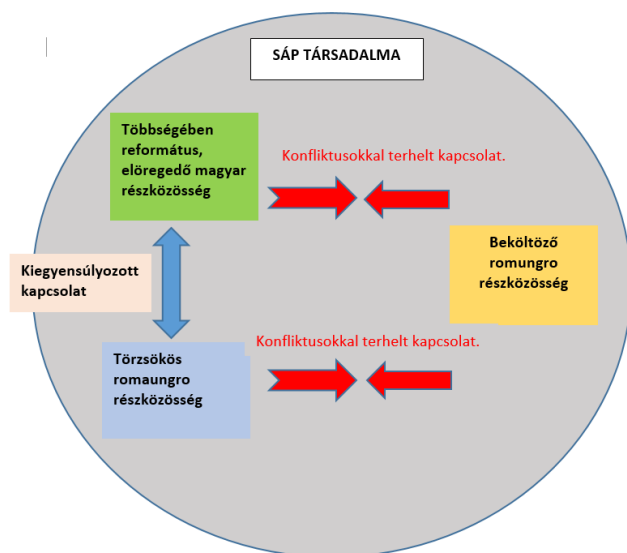 SÁP TÁRSADALMA
Többségében
református,
elöregedő magyar
részközösség
Konfliktusokkal terhelt kapcsolat.
Beköltöző
romungro
részközösség
Kiegyensúlyozott
kapcsolat
Konfliktusokkal terhelt kapcsolat.
Törzsökös
romaungro
részközösség